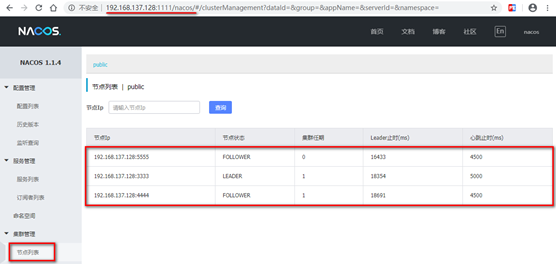 不安全 | 192.168.137.128:1111/nacos/#/clusterManagement?dataId=&group=&appName=&serverId=&namespace=
NACOS. 首页 文档 博客 社区 En nacos
NACOS 1.1.4
配置管理
配置列表
历史版本
监听查询
服务管理
服务列表
订阅者列表
命名空间
集群管理
节点列表
public
节点列表 | public
节点Ip 请输入节点Ip 查询
节点Ip 节点状态 集群任期 Leader止时(ms) 心跳止时(ms)
192.168.137.128:5555 FOLLOWER 0 16433 4500
192.168.137.128:3333 LEADER 1 18354 5000
192.168.137.128:4444 FOLLOWER 1 18691 4500